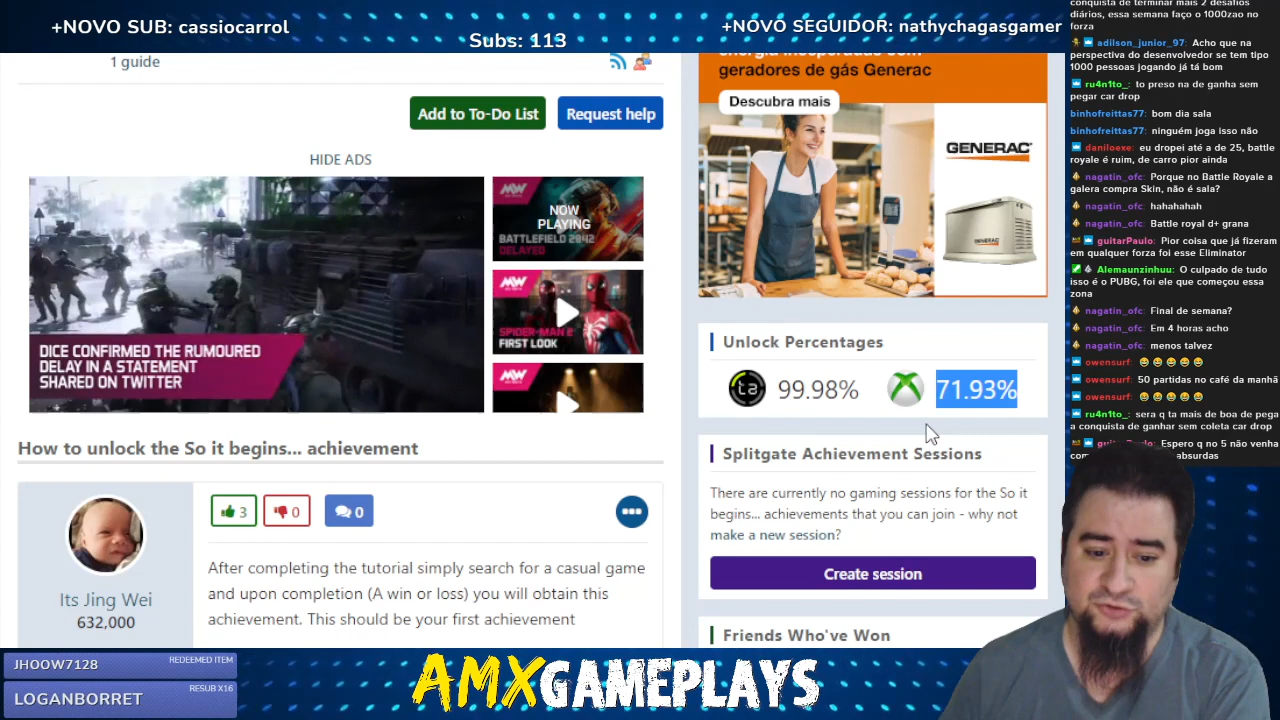 +NOVO SUB: cassiocarrol
Subs: 113
+NOVO SEGUIDOR: nathychagasgamer
1 guide
Add to To-Do List
Request help
HIDE ADS
DICE CONFIRMED THE RUMOURED
DELAY IN A STATEMENT
SHARED ON TWITTER
MW
NOW
PLAYING
BATTLEFIELD 2042
DELAYED
MW
SPIDER-MAN 2
FIRST LOOK
MW
How to unlock the So it begins... achievement
3
0
0
Its Jing Wei
632,000
After completing the tutorial simply search for a casual game
and upon completion (A win or loss) you will obtain this
achievement. This should be your first achievement
geradores de gás Generac
Descubra mais
GENERAC
GENERAC
Unlock Percentages
ta 99.98%
71.93%
Splitgate Achievement Sessions
There are currently no gaming sessions for the So it
begins... achievements that you can join - why not
make a new session?
Create session
Friends Who've Won
conquista de terminar mais 2 desafios
diários, essa semana faço o 1000zao no
forza
adilson_junior_97: Acho que na
perspectiva do desenvolvedor se tem tipo
1000 pessoas jogando já tá bom
ru4n1to_: to preso na de ganha sem
pegar car drop
binhofreittas77: bom dia sala
binhofreittas77: ninguém joga isso não
daniloexe: eu dropei até a de 25, battle
royale é ruim, de carro pior ainda
nagatin_ofc: Porque no Battle Royale a
galera compra Skin, não é sala?
nagatin_ofc: hahahahah
nagatin_ofc: Battle royal d+ grana
guitarPaulo: Pior coisa que já fizeram
em qualquer forza foi esse Eliminator
Alemaunzinhuu: O culpado de tudo
isso é o PUBG, foi ele que começou essa
zona
nagatin_ofc: Final de semana?
nagatin_ofc: Em 4 horas acho
nagatin_ofc: menos talvez
owensurf:
owensurf: 50 partidas no café da manhã
owensurf:
ru4n1to_: sera q ta mais de boa de pega
a conquista de ganhar sem coleta car drop
Espero q no 5 não venha
absurdas
JHOOW7128
REDEEMED ITEM
LOGANBORRET
RESUB X16
AMXGAMEPLAYS